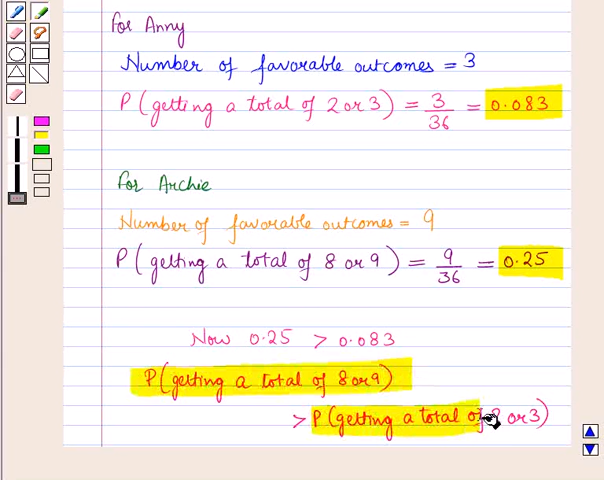 For Anny
Number of favorable outcomes = 3
P (getting a total of 2 or 3) = 3/36 = 0.083
For Archie
Number of favorable outcomes = 9
P (getting a total of 8 or 9) = 9/36 = 0.25
Now 0.25 > 0.083
P (getting a total of 8 or 9)
> P (getting a total of or 3)